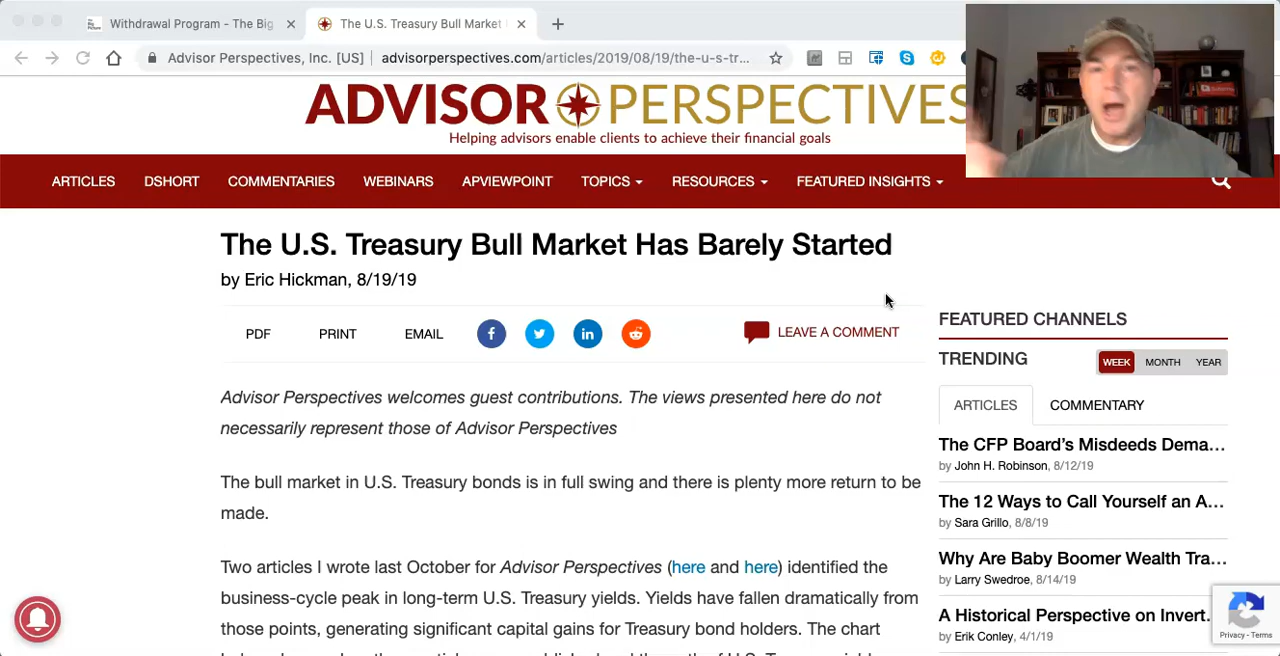 Withdrawal Program - The Big
The U.S. Treasury Bull Market
Advisor Perspectives, Inc. [US]
advisorperspectives.com/articles/2019/08/19/the-u-s-tr...
ADVISOR PERSPECTIVES
Helping advisors enable clients to achieve their financial goals
ARTICLES DSHORT COMMENTARIES WEBINARS APVIEWPOINT TOPICS RESOURCES FEATURED INSIGHTS
The U.S. Treasury Bull Market Has Barely Started
by Eric Hickman, 8/19/19
PDF PRINT EMAIL LEAVE A COMMENT
Advisor Perspectives welcomes guest contributions. The views presented here do not
necessarily represent those of Advisor Perspectives
The bull market in U.S. Treasury bonds is in full swing and there is plenty more return to be
made.
Two articles I wrote last October for Advisor Perspectives (here and here) identified the
business-cycle peak in long-term U.S. Treasury yields. Yields have fallen dramatically from
those points, generating significant capital gains for Treasury bond holders. The chart
FEATURED CHANNELS
TRENDING
WEEK MONTH YEAR
ARTICLES COMMENTARY
The CFP Board's Misdeeds Dema...
by John H. Robinson, 8/12/19
The 12 Ways to Call Yourself an A...
by Sara Grillo, 8/8/19
Why Are Baby Boomer Wealth Tra...
by Larry Swedroe, 8/14/19
A Historical Perspective on Invert...
by Erik Conley, 4/1/19
Privacy - Terms